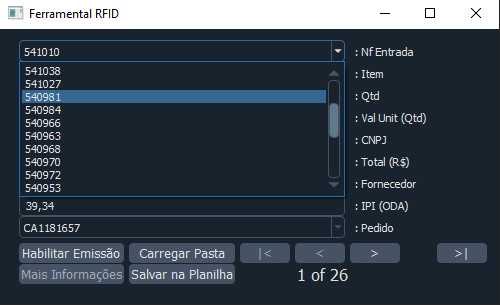 Ferramental RFID
541010 : Nf Entrada
541038 : Item
541027
540981 : Qtd
540984
540966 : Val Unit (Qtd)
540963 : CNPJ
540968
540970 : Total (R$)
540972
540953 : Fornecedor
39,34 : IPI (ODA)
CA1181657 : Pedido
Habilitar Emissão Carregar Pasta |< < > >|
Mais Informações Salvar na Planilha 1 of 26